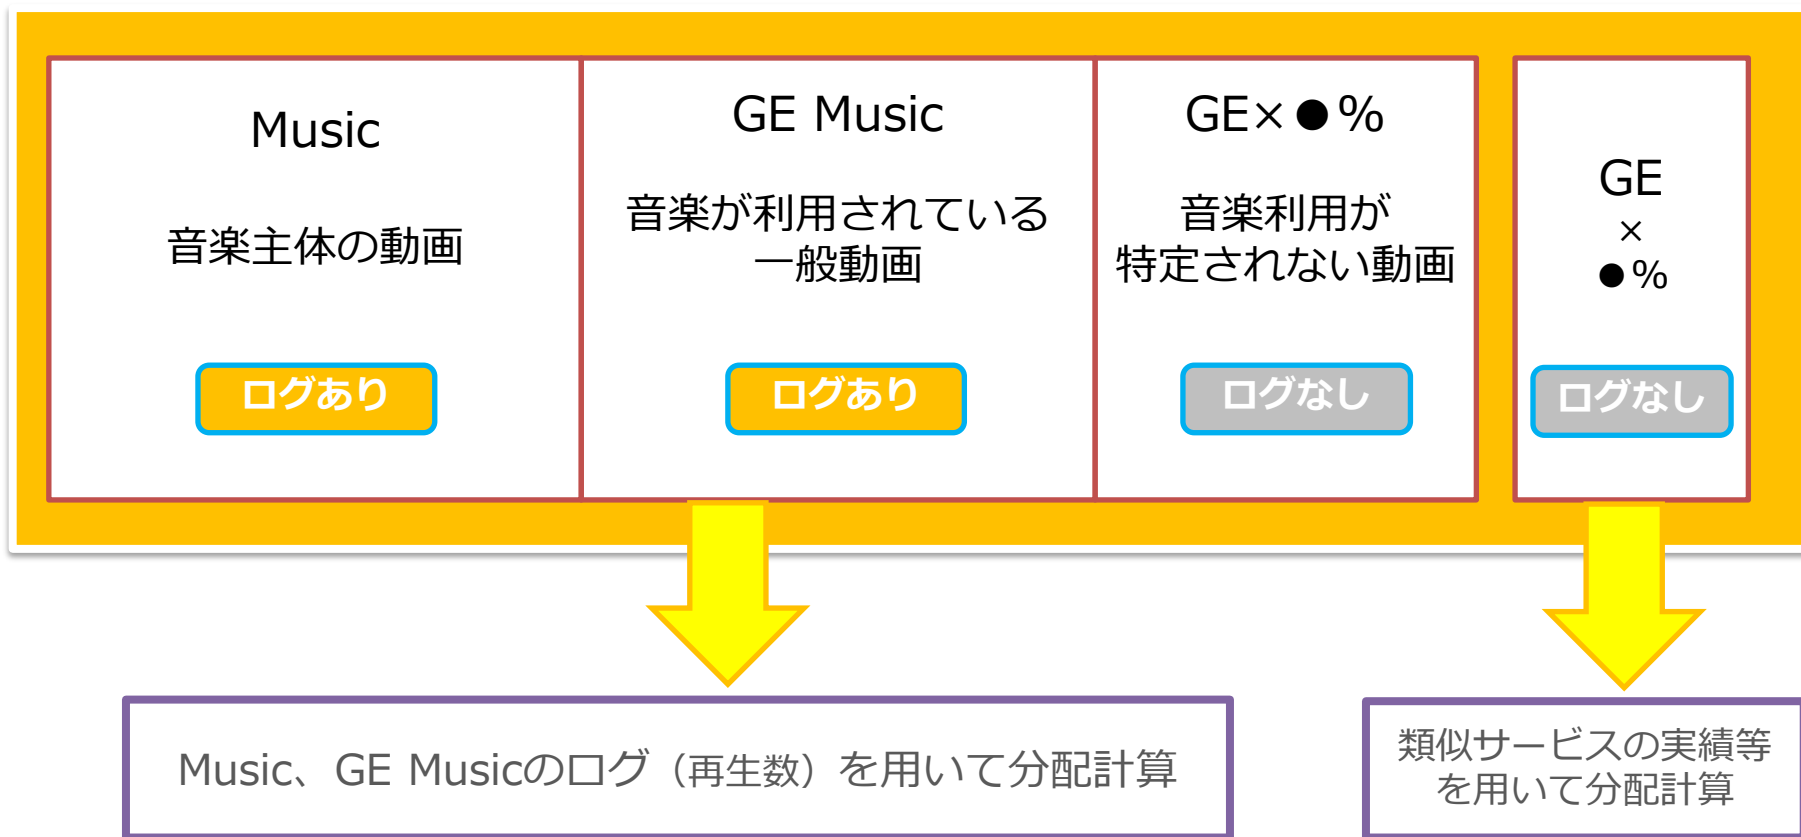 Music
音楽主体の動画
ログあり
GE Music
音楽が利用されている
一般動画
ログあり
GE×●%
音楽利用が
特定されない動画
ログなし
GE
×
●%
ログなし
Music、GE Musicのログ（再生数）を用いて分配計算
類似サービスの実績等
を用いて分配計算